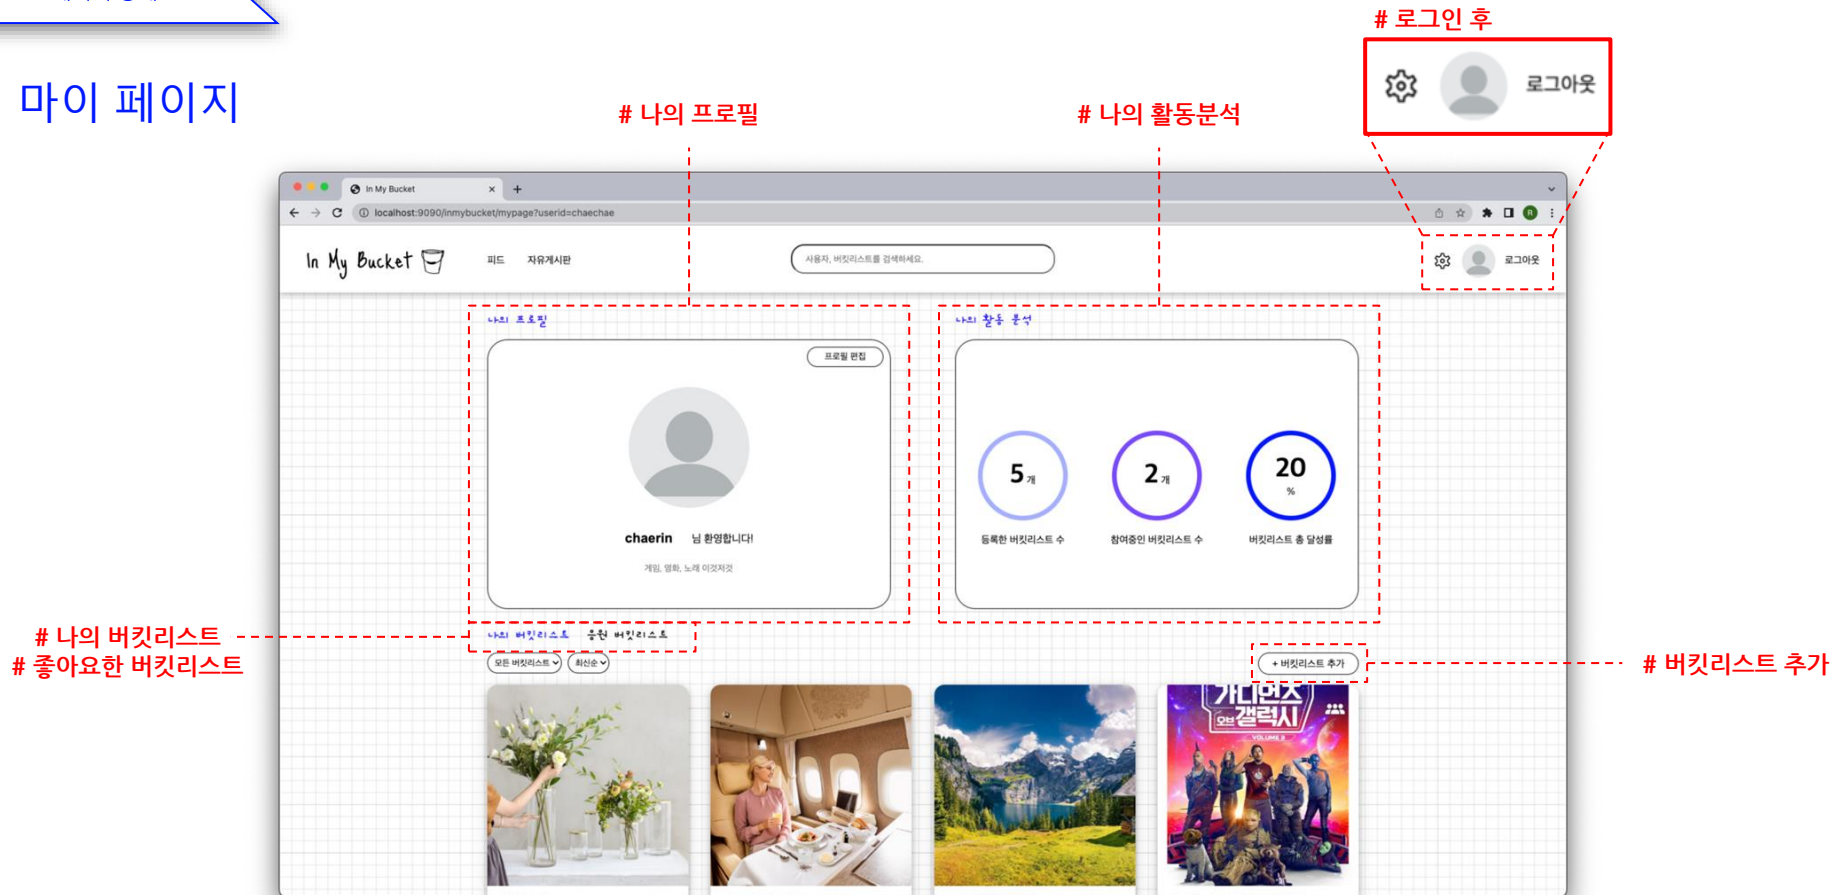 # 로그인 후
로그아웃
마이 페이지
# 나의 프로필
# 나의 활동분석
In My Bucket
localhost:9090/inmybucket/mypage?userid=chaechae
R
In My Bucket
피드
자유게시판
사용자, 버킷리스트를 검색하세요.
로그아웃
나의 프로필
나의 활동 분석
프로필 편집
5개
2개
20
%
chaerin 님 환영합니다!
등록한 버킷리스트 수
참여중인 버킷리스트 수
버킷리스트 총 달성률
게임, 영화, 노래 이것저것
# 나의 버킷리스트
# 좋아요한 버킷리스트
나의 버킷리스트
응원 버킷리스트
모든 버킷리스트
최신순
+ 버킷리스트 추가
# 버킷리스트 추가
가디언즈
오브
갤럭시
VOLUME 3